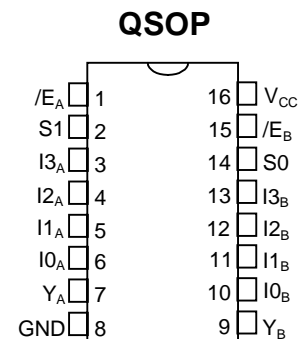 QSOP
/EA 1 16 VCC
S1 2 15 /EB
I3A 3 14 S0
I2A 4 13 I3B
I1A 5 12 I2B
I0A 6 11 I1B
YA 7 10 I0B
GND 8 9 YB